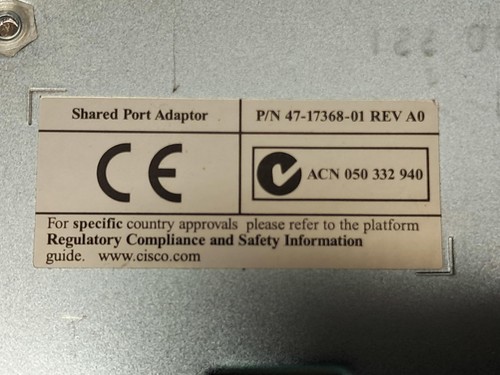 Shared Port Adaptor
P/N 47-17368-01 REV A0
CE
ACN 050 332 940
For specific country approvals please refer to the platform
Regulatory Compliance and Safety Information
guide. www.cisco.com